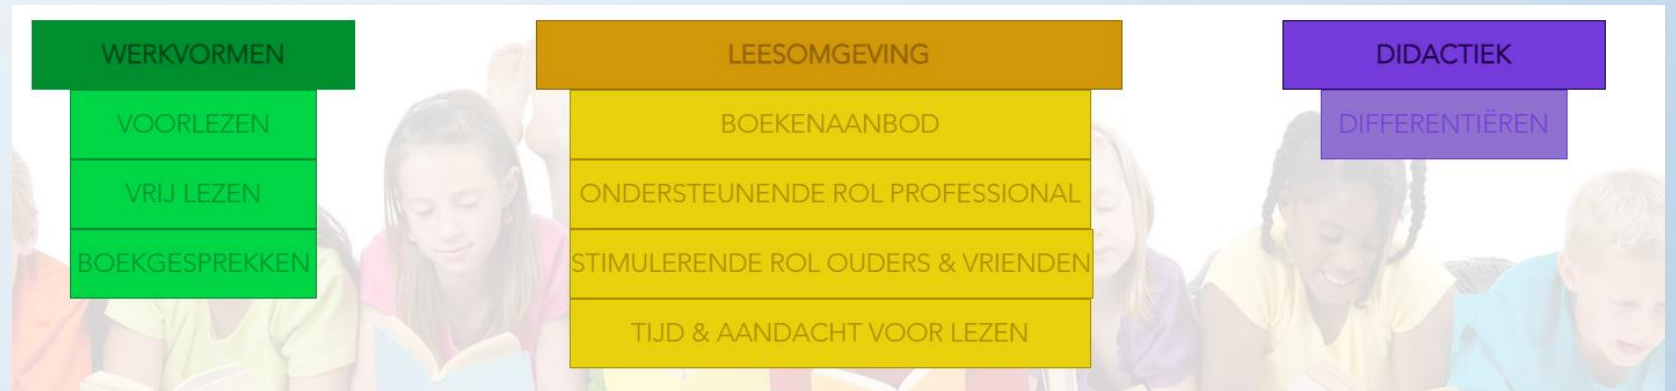 WERKVORMEN
VOORLEZEN
VRIJ LEZEN
BOEKGESPREKKEN
LEESOMGEVING
BOEKENAANBOD
ONDERSTEUNENDE ROL PROFESSIONAL
STIMULERENDE ROL OUDERS & VRIENDEN
TIJD & AANDACHT VOOR LEZEN
DIDACTIEK
DIFFERENTIËREN